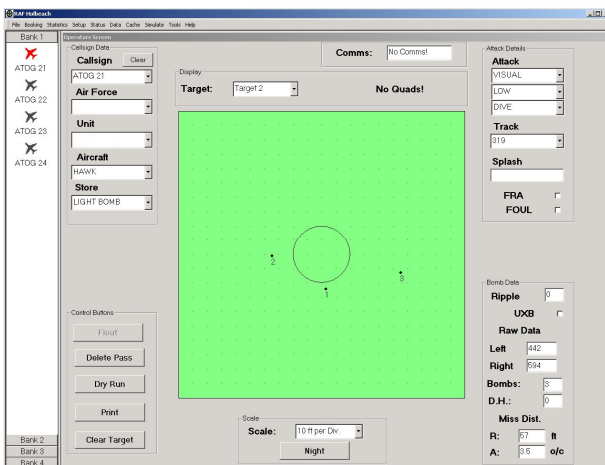 RAF Holbeach
File Booking Statistics Setup Status Data Cache Simulate Tools Help
Bank 1
ATOG 21
ATOG 22
ATOG 23
ATOG 24
Bank 2
Bank 3
Bank 4
Operations Screen
Callsign Data
Callsign Clear
ATOG 21
Air Force
Unit
Aircraft
HAWK
Store
LIGHT BOMB
Control Buttons
Float
Delete Pass
Dry Run
Print
Clear Target
Comms: No Comms!
Display
Target: Target 2 No Quads!
2
1
3
Scale
Scale: 10 ft per Div.
Night
Attack Details
Attack
VISUAL
LOW
DIVE
Track
319
Splash
FRA
FOUL
Bomb Data
Ripple 0
UXB
Raw Data
Left 442
Right 594
Bombs: 3
D.H.: 0
Miss Dist.
R: 57 ft
A: 3.5 o/c